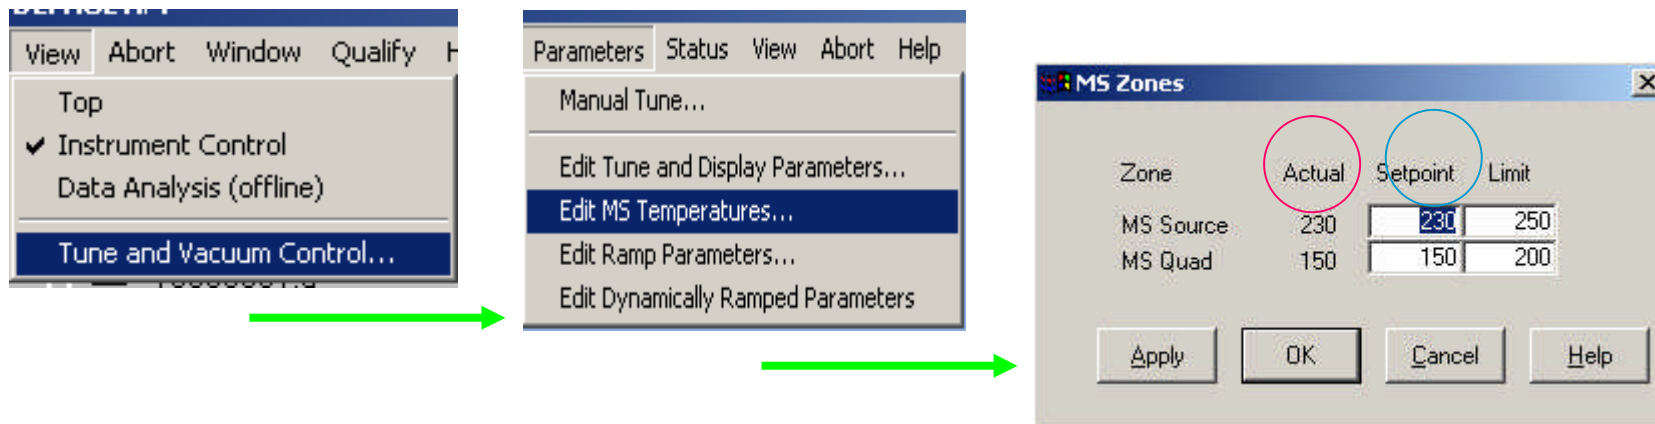 View Abort Window Qualify
Top
✔ Instrument Control
Data Analysis (offline)
Tune and Vacuum Control...
Parameters Status View Abort Help
Manual Tune...
Edit Tune and Display Parameters...
Edit MS Temperatures...
Edit Ramp Parameters...
Edit Dynamically Ramped Parameters
MS Zones
Zone Actual Setpoint Limit
MS Source 230 230 250
MS Quad 150 150 200
Apply OK Cancel Help